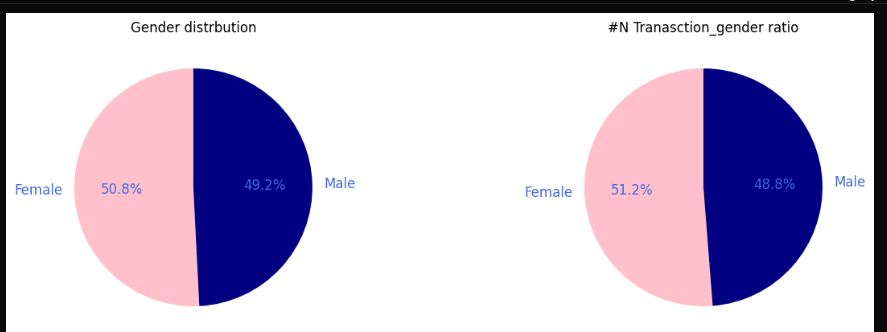 Gender distrbution
Female
50.8%
49.2%
Male
#N Tranasction_gender ratio
Female
51.2%
48.8%
Male